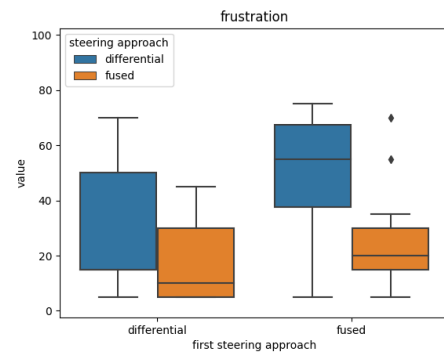 frustration
100
80
60
40
20
0
value
steering approach
differential
fused
differential
fused
first steering approach